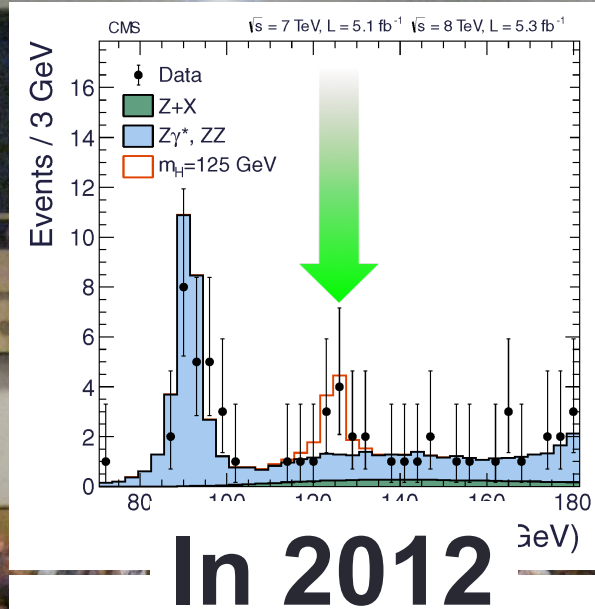 CMS √s = 7 TeV, L = 5.1 fb⁻¹ √s = 8 TeV, L = 5.3 fb⁻¹
Events / 3 GeV
Data
Z+X
Zγ*, ZZ
m_H=125 GeV
16
14
12
10
8
6
4
2
0
80 100 120 140 160 180
GeV)
In 2012